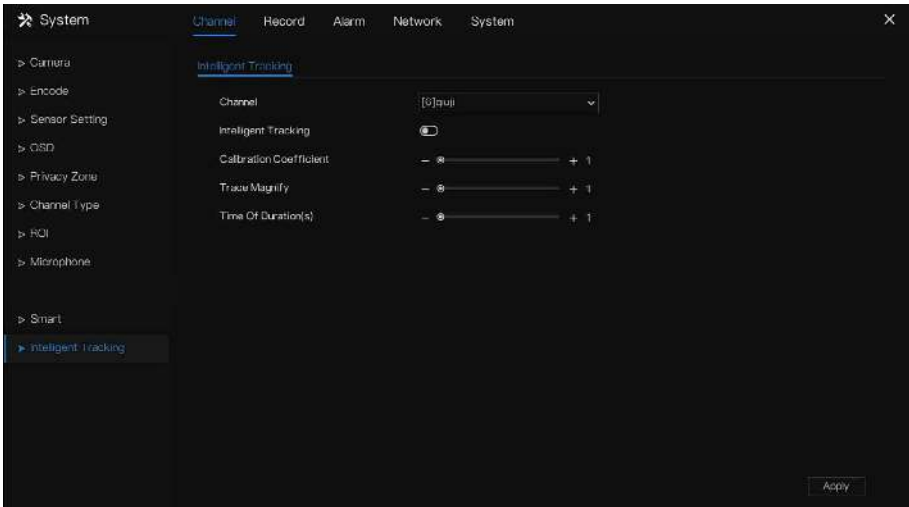 System
Channel Record Alarm Network System
Camera
Encode
Sensor Setting
OSD
Privacy Zone
Channel Type
ROI
Microphone
Smart
Intelligent Tracking
Intelligent Tracking
Channel [6]qiuji
Intelligent Tracking
Calibration Coefficient − + 1
Trace Magnify − + 1
Time Of Duration(s) − + 1
Apply